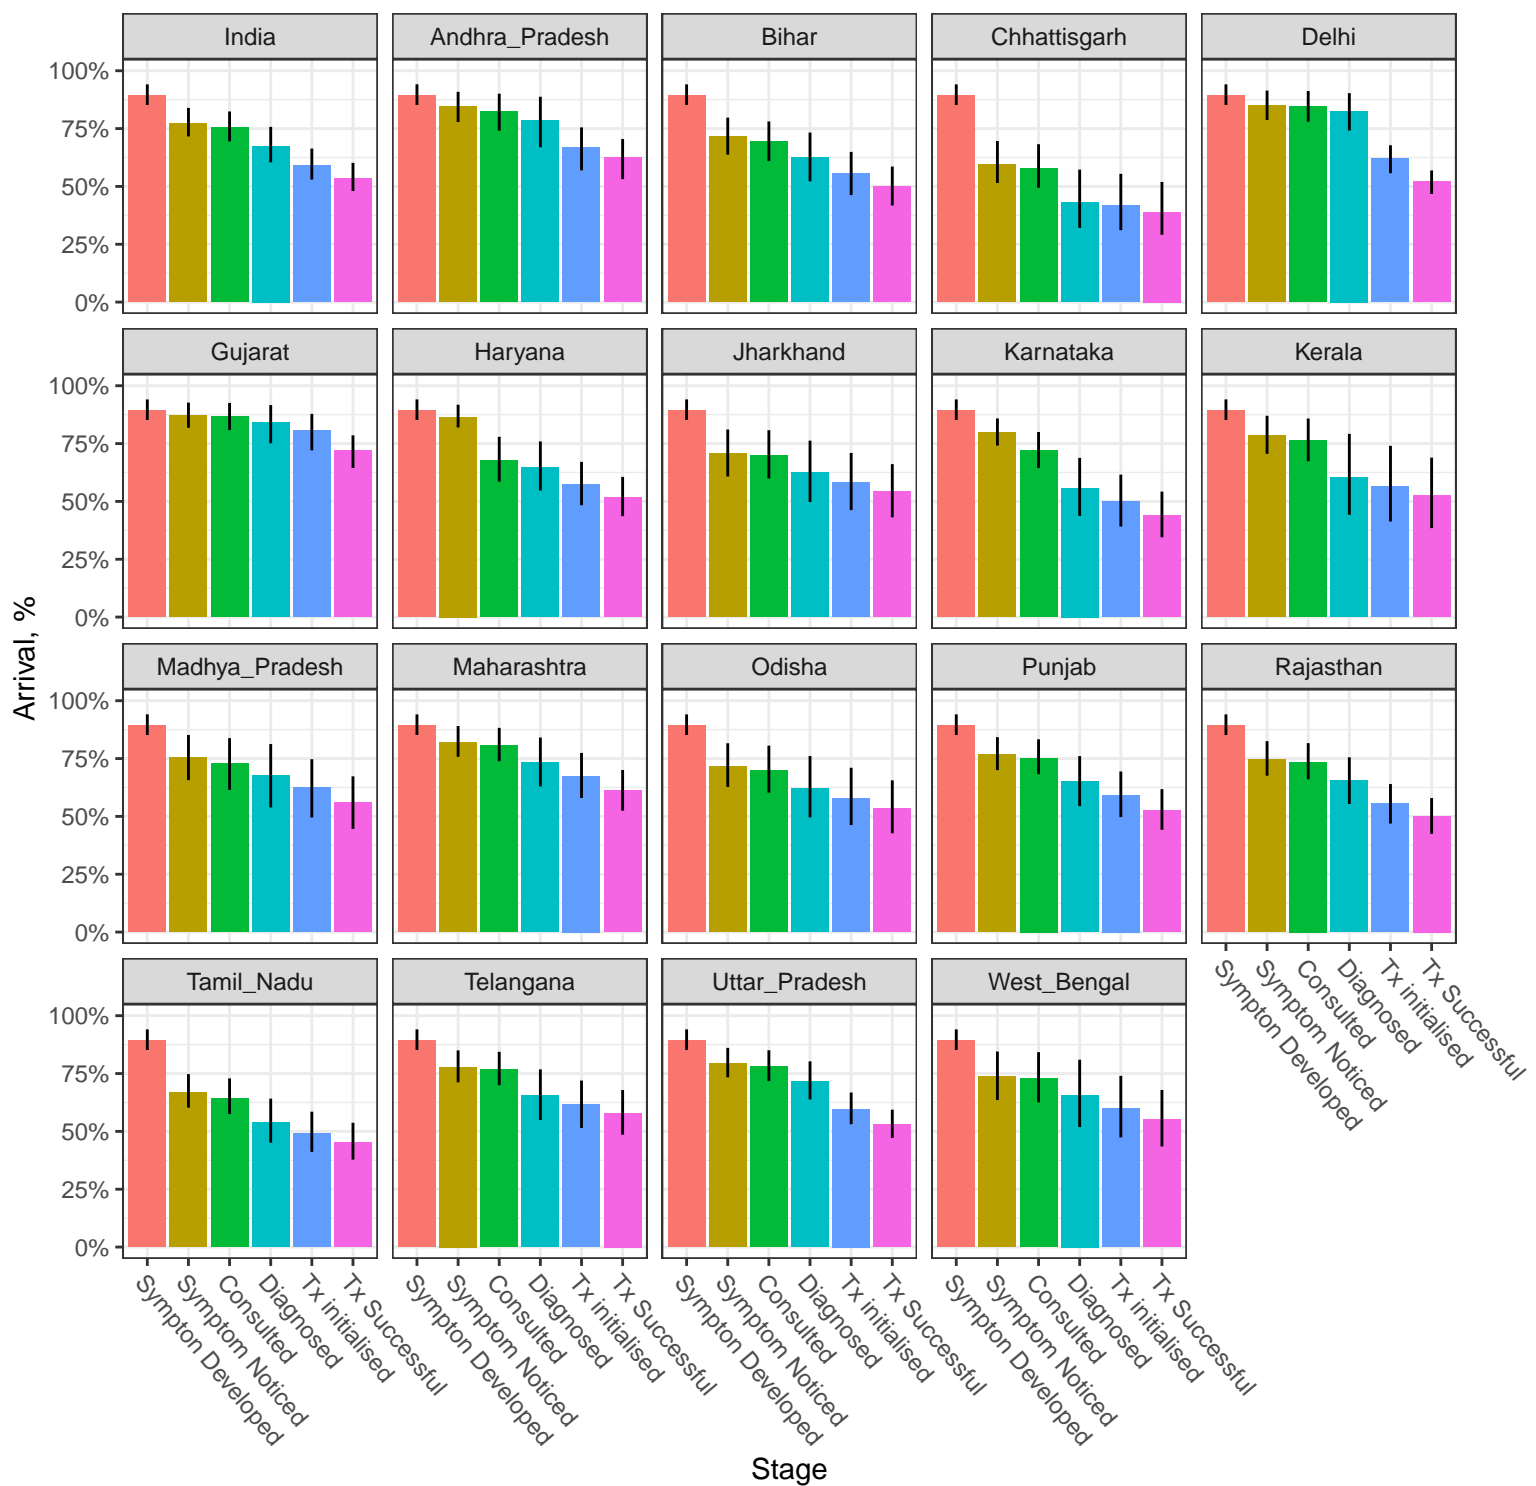 India
Andhra_Pradesh
Bihar
Chhattisgarh
Delhi
100%
75%
50%
25%
0%
Gujarat
Haryana
Jharkhand
Karnataka
Kerala
100%
75%
50%
25%
0%
Arrival, %
Madhya_Pradesh
Maharashtra
Odisha
Punjab
Rajasthan
100%
75%
50%
25%
0%
Sympton Developed
Symptom Noticed
Consulted
Diagnosed
Tx initialised
Tx Successful
Tamil_Nadu
Telangana
Uttar_Pradesh
West_Bengal
100%
75%
50%
25%
0%
Sympton Developed
Symptom Noticed
Consulted
Diagnosed
Tx initialised
Tx Successful
Sympton Developed
Symptom Noticed
Consulted
Diagnosed
Tx initialised
Tx Successful
Sympton Developed
Symptom Noticed
Consulted
Diagnosed
Tx initialised
Tx Successful
Sympton Developed
Symptom Noticed
Consulted
Diagnosed
Tx initialised
Tx Successful
Stage